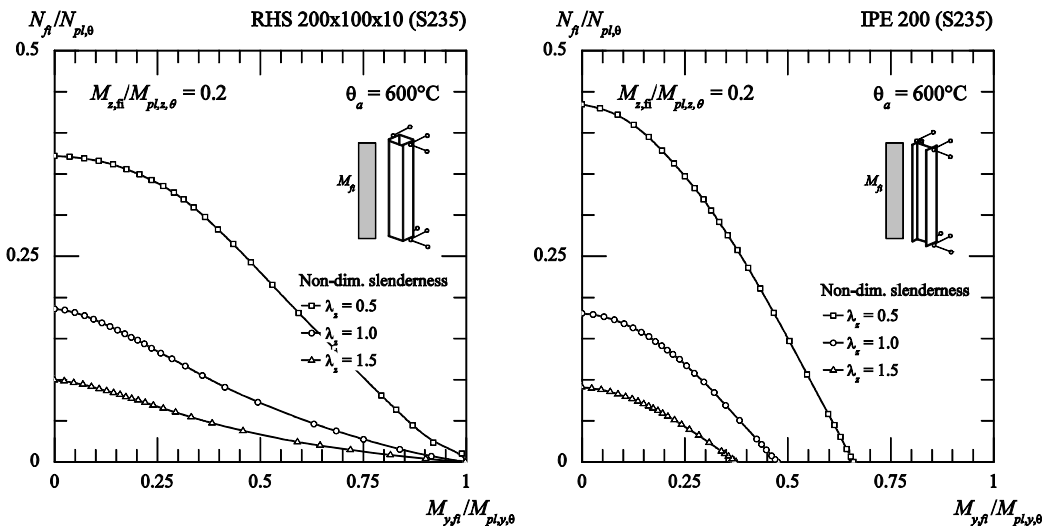 N_fi/N_pl,θ RHS 200x100x10 (S235)
0.5
M_z,fi/M_pl,z,θ = 0.2 θ_a = 600°C
M_fi
0.25
Non-dim. slenderness
λ_z = 0.5
λ_z = 1.0
λ_z = 1.5
0
0 0.25 0.5 0.75 1
M_y,fi/M_pl,y,θ
N_fi/N_pl,θ IPE 200 (S235)
0.5
M_z,fi/M_pl,z,θ = 0.2 θ_a = 600°C
M_fi
0.25
Non-dim. slenderness
λ_z = 0.5
λ_z = 1.0
λ_z = 1.5
0
0 0.25 0.5 0.75 1
M_y,fi/M_pl,y,θ